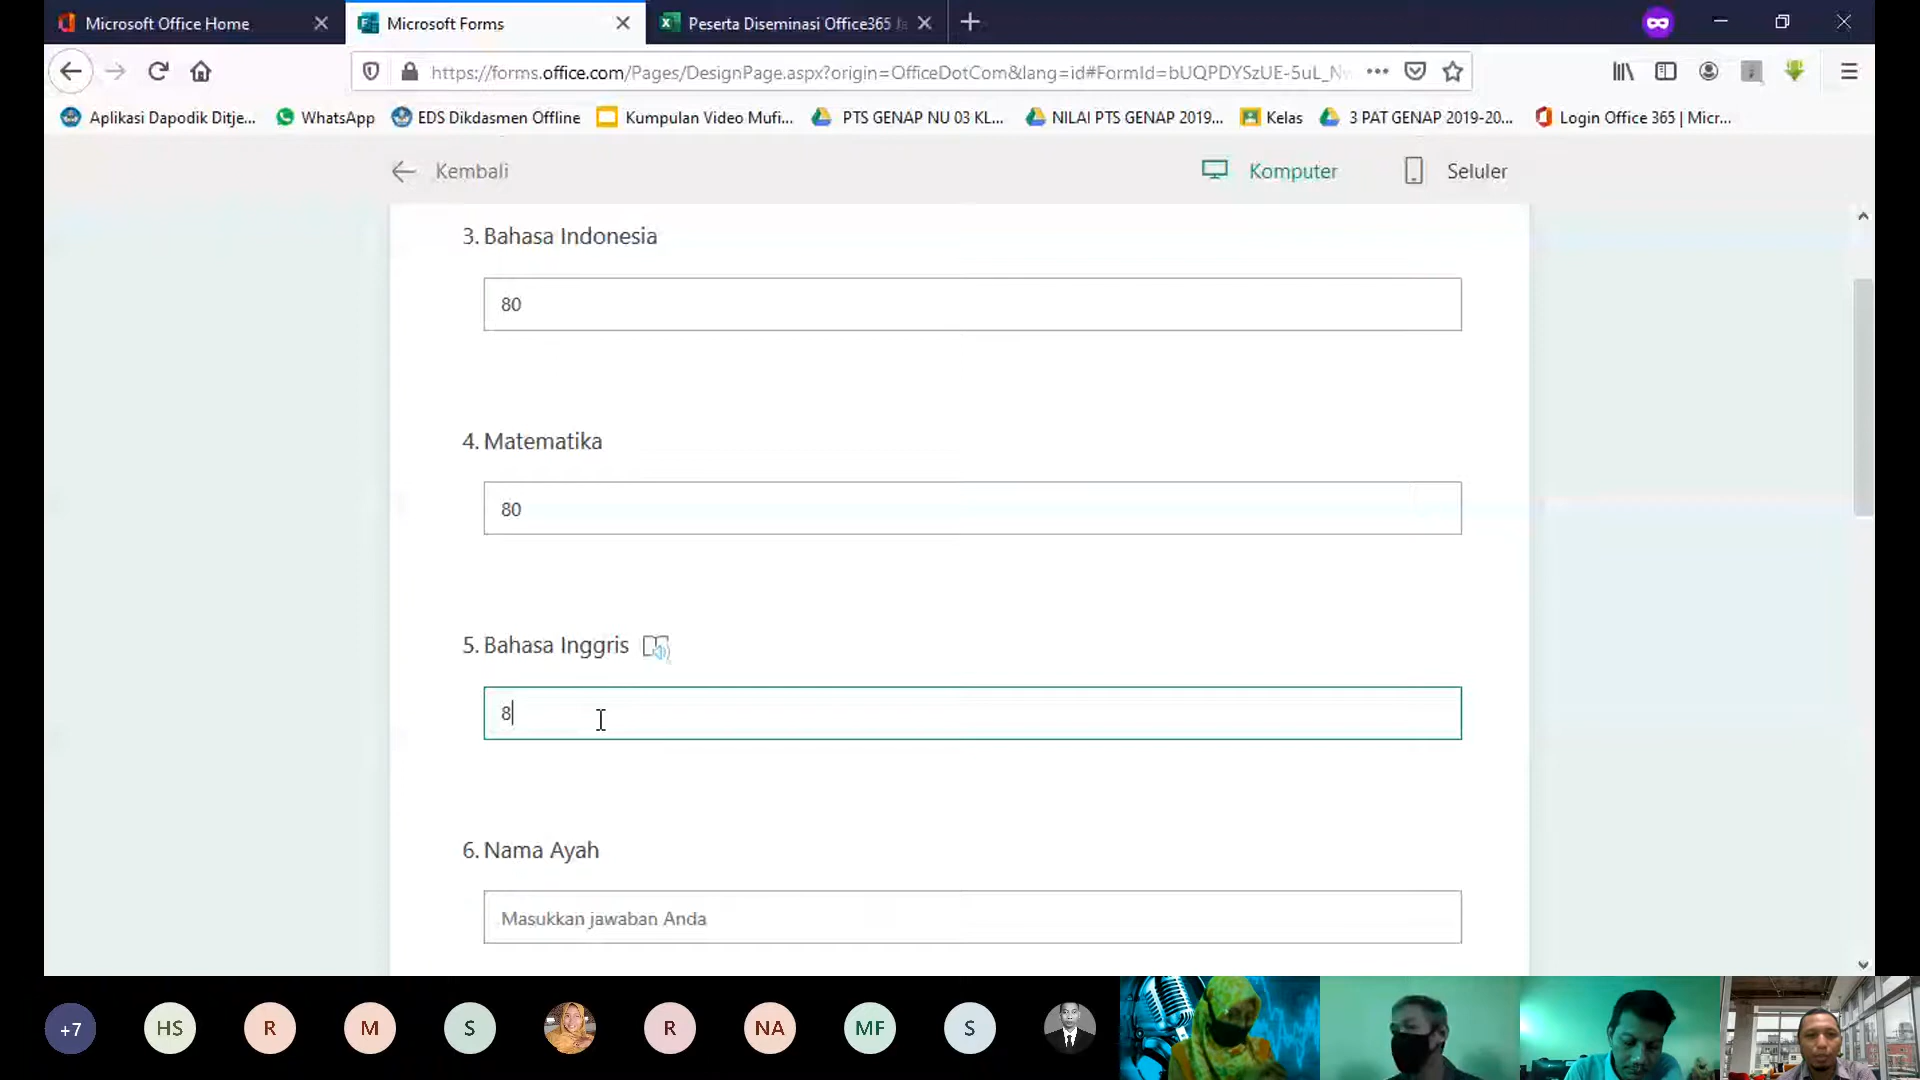 Microsoft Office Home
Microsoft Forms
Peserta Diseminasi Office365
https://forms.office.com/Pages/DesignPage.aspx?origin=OfficeDotCom&lang=id#FormId=bUQPDYSzUE-5uL_N
Aplikasi Dapodik Ditje...
WhatsApp
EDS Dikdasmen Offline
Kumpulan Video Mufi...
PTS GENAP NU 03 KL...
NILAI PTS GENAP 2019...
Kelas
3 PAT GENAP 2019-20...
Login Office 365 | Micr...
Kembali
Komputer
Seluler
3. Bahasa Indonesia
80
4. Matematika
80
5. Bahasa Inggris
8
6. Nama Ayah
Masukkan jawaban Anda
+7
HS
R
M
S
R
NA
MF
S